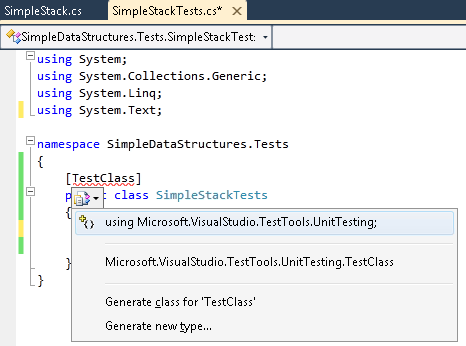 SimpleStack.cs SimpleStackTests.cs*
SimpleDataStructures.Tests.SimpleStackTest:
using System;
using System.Collections.Generic;
using System.Linq;
using System.Text;
namespace SimpleDataStructures.Tests
{
[TestClass]
class SimpleStackTests
{
using Microsoft.VisualStudio.TestTools.UnitTesting;
Microsoft.VisualStudio.TestTools.UnitTesting.TestClass
}
Generate class for 'TestClass'
}
Generate new type...